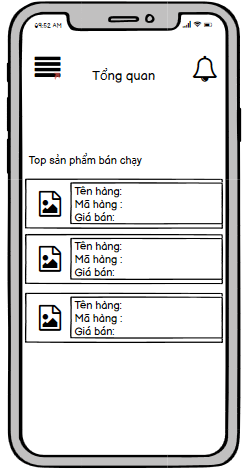 09:52 AM
Tổng quan
Top sản phẩm bán chạy
Tên hàng:
Mã hàng :
Giá bán:
Tên hàng:
Mã hàng :
Giá bán:
Tên hàng:
Mã hàng :
Giá bán: